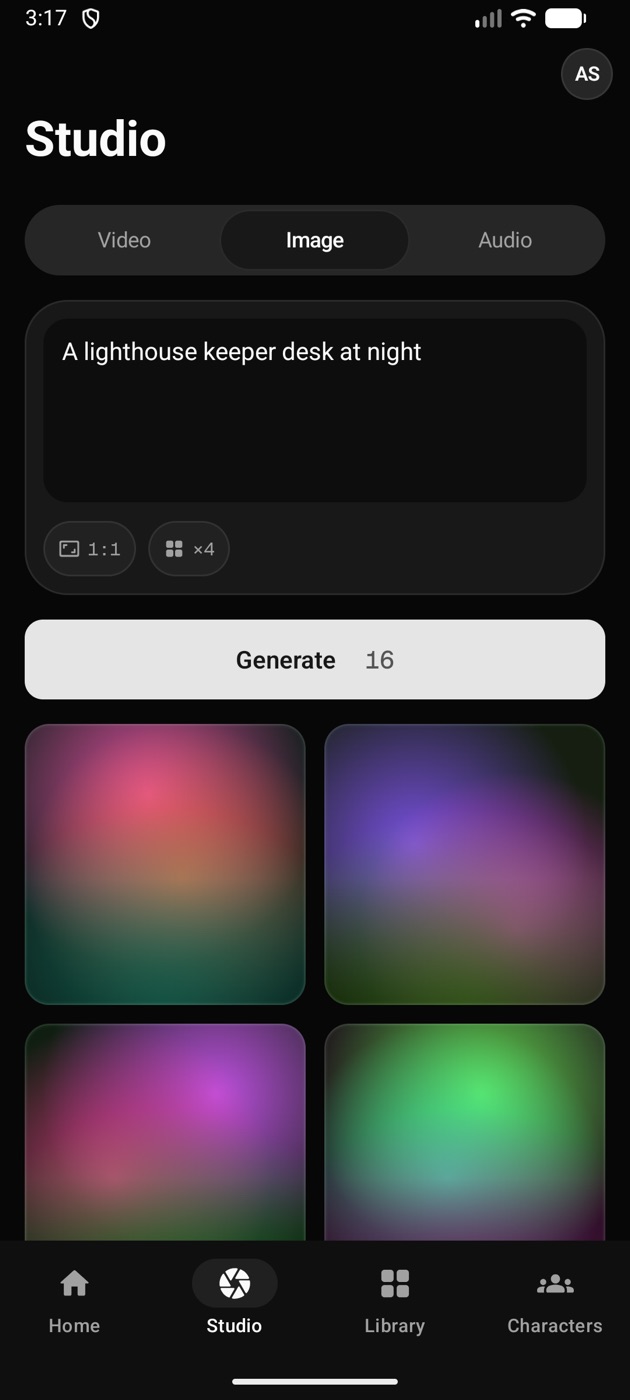 3:17
AS
Studio
Video
Image
Audio
A lighthouse keeper desk at night
1:1
×4
Generate 16
Home
Studio
Library
Characters